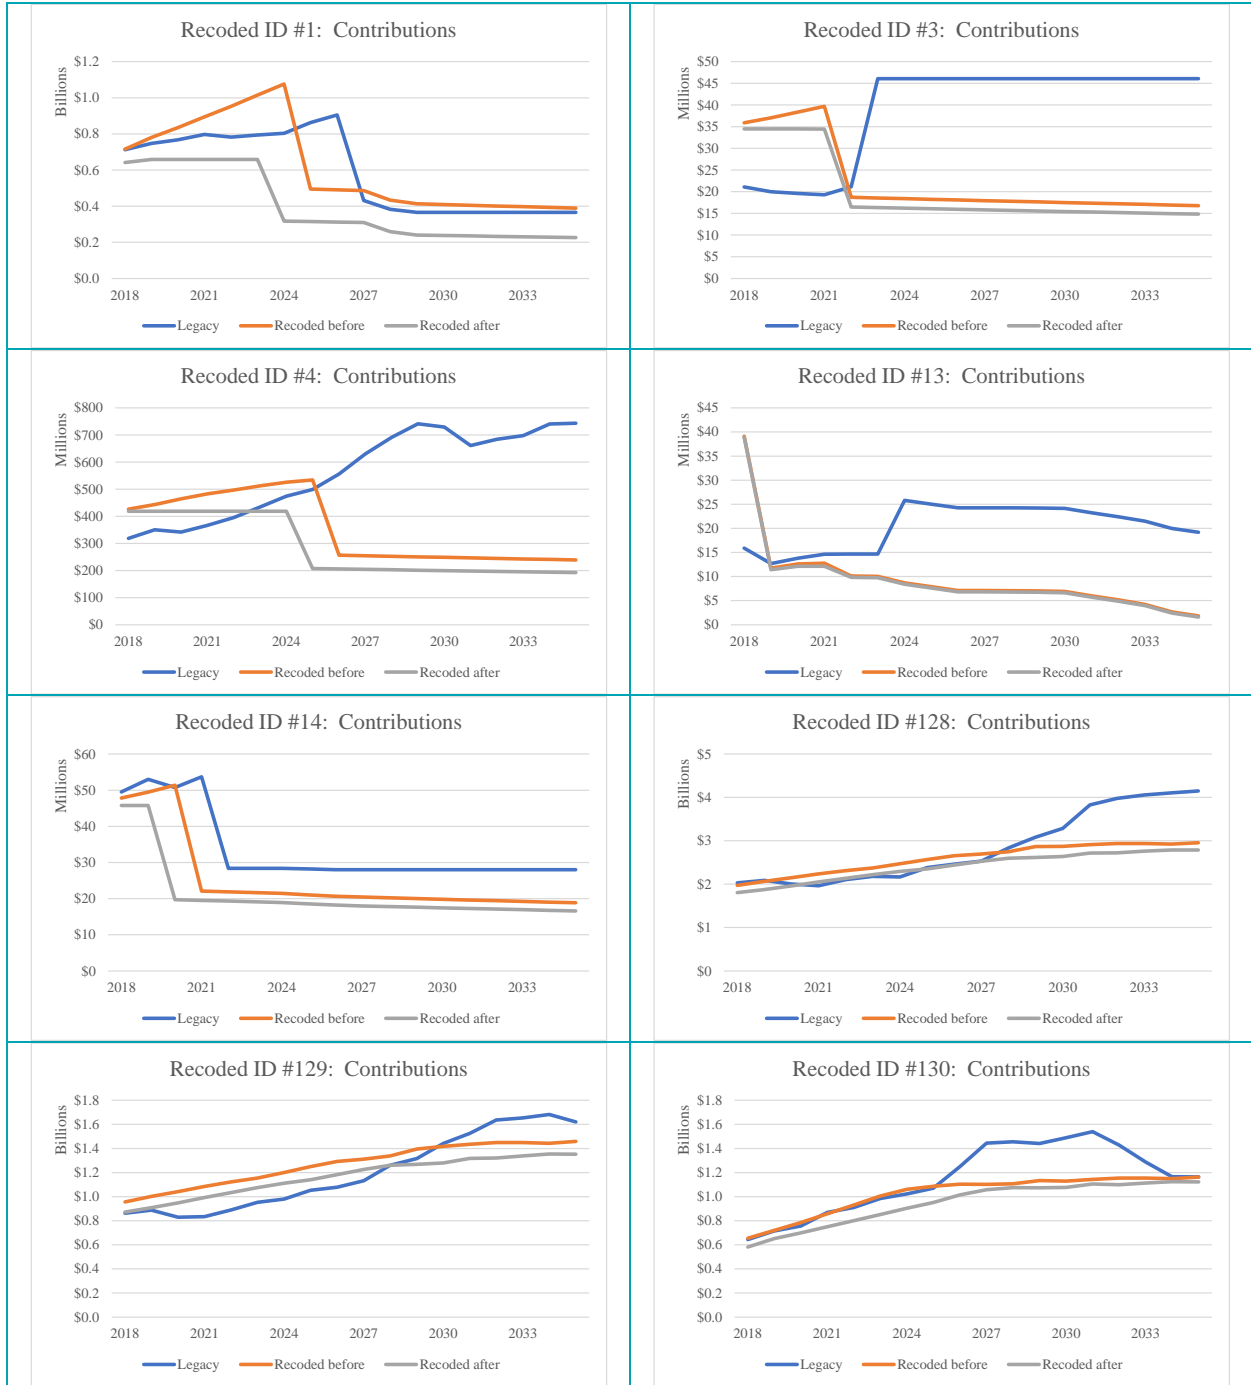 Recoded ID #1:  Contributions
Billions
$1.2
$1.0
$0.8
$0.6
$0.4
$0.2
$0.0
2018 2021 2024 2027 2030 2033
Legacy Recoded before Recoded after
Recoded ID #3:  Contributions
Millions
$50
$45
$40
$35
$30
$25
$20
$15
$10
$5
$0
2018 2021 2024 2027 2030 2033
Legacy Recoded before Recoded after
Recoded ID #4:  Contributions
Millions
$800
$700
$600
$500
$400
$300
$200
$100
$0
2018 2021 2024 2027 2030 2033
Legacy Recoded before Recoded after
Recoded ID #13:  Contributions
Millions
$45
$40
$35
$30
$25
$20
$15
$10
$5
$0
2018 2021 2024 2027 2030 2033
Legacy Recoded before Recoded after
Recoded ID #14:  Contributions
Millions
$60
$50
$40
$30
$20
$10
$0
2018 2021 2024 2027 2030 2033
Legacy Recoded before Recoded after
Recoded ID #128:  Contributions
Billions
$5
$4
$3
$2
$1
$0
2018 2021 2024 2027 2030 2033
Legacy Recoded before Recoded after
Recoded ID #129:  Contributions
Billions
$1.8
$1.6
$1.4
$1.2
$1.0
$0.8
$0.6
$0.4
$0.2
$0.0
2018 2021 2024 2027 2030 2033
Legacy Recoded before Recoded after
Recoded ID #130:  Contributions
Billions
$1.8
$1.6
$1.4
$1.2
$1.0
$0.8
$0.6
$0.4
$0.2
$0.0
2018 2021 2024 2027 2030 2033
Legacy Recoded before Recoded after